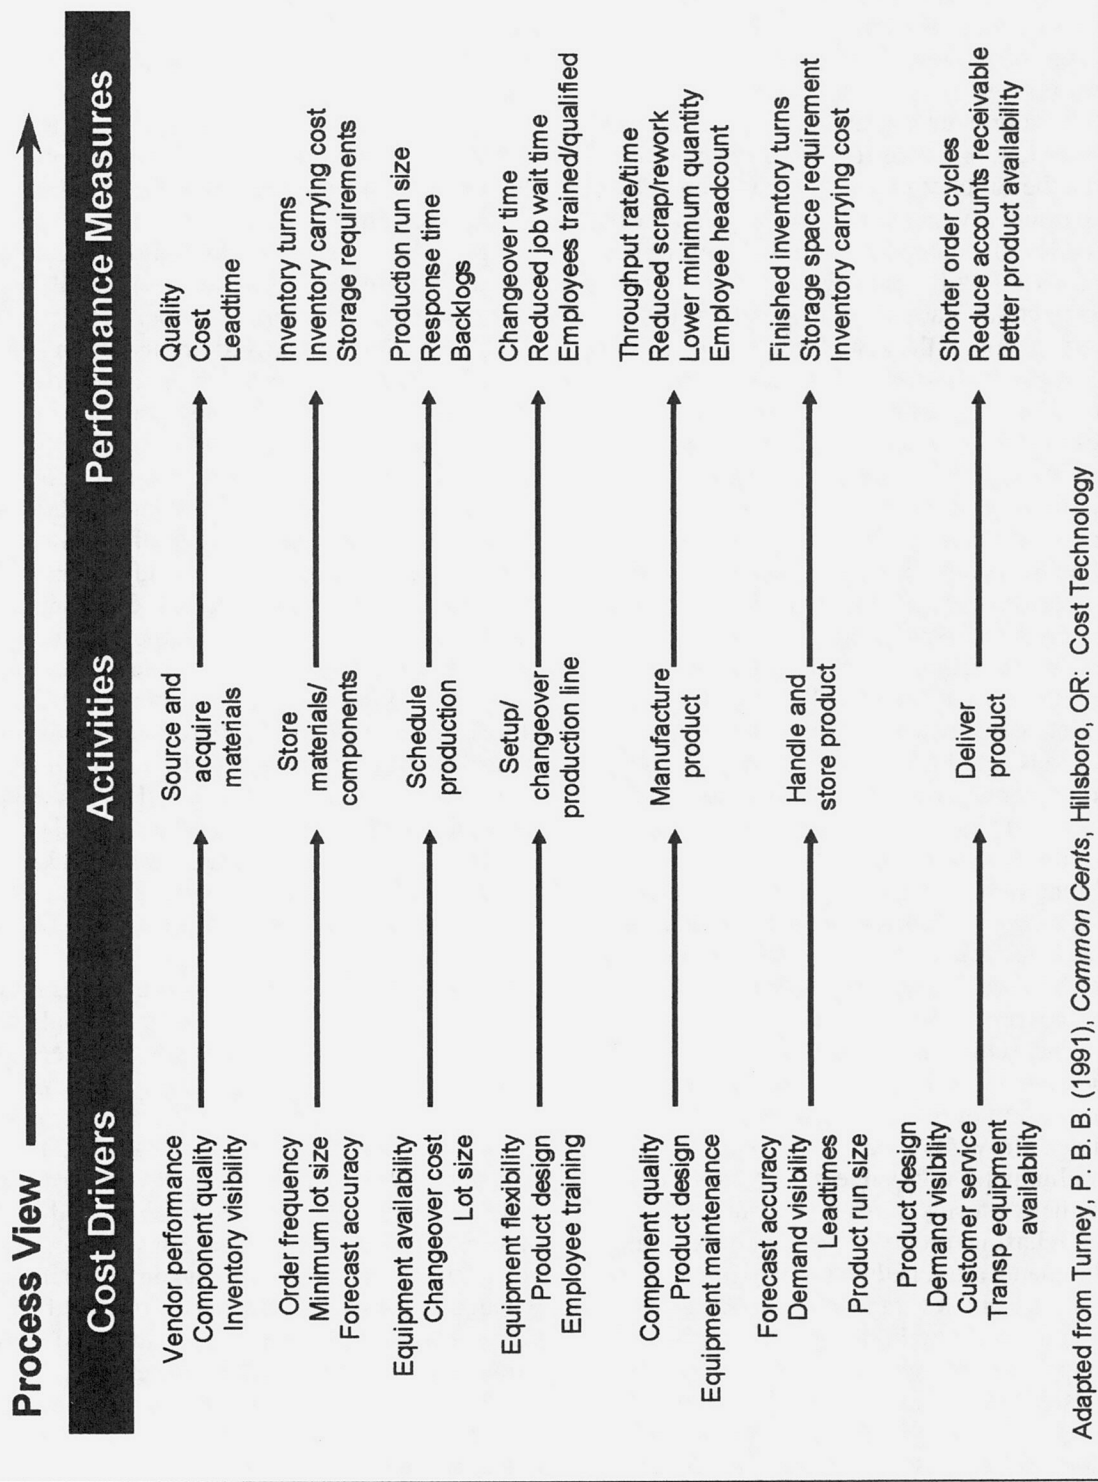 Process View
Cost Drivers Activities Performance Measures
Vendor performance
Component quality
Inventory visibility
Source and
acquire
materials
Quality
Cost
Leadtime
Order frequency
Minimum lot size
Forecast accuracy
Store
materials/
components
Inventory turns
Inventory carrying cost
Storage requirements
Equipment availability
Changeover cost
Lot size
Schedule
production
Production run size
Response time
Backlogs
Equipment flexibility
Product design
Employee training
Setup/
changeover
production line
Changeover time
Reduced job wait time
Employees trained/qualified
Component quality
Product design
Equipment maintenance
Manufacture
product
Throughput rate/time
Reduced scrap/rework
Lower minimum quantity
Employee headcount
Forecast accuracy
Demand visibility
Leadtimes
Product run size
Handle and
store product
Finished inventory turns
Storage space requirement
Inventory carrying cost
Product design
Demand visibility
Customer service
Transp equipment
availability
Deliver
product
Shorter order cycles
Reduce accounts receivable
Better product availability
Adapted from Turney, P. B. B. (1991), Common Cents, Hillsboro, OR: Cost Technology